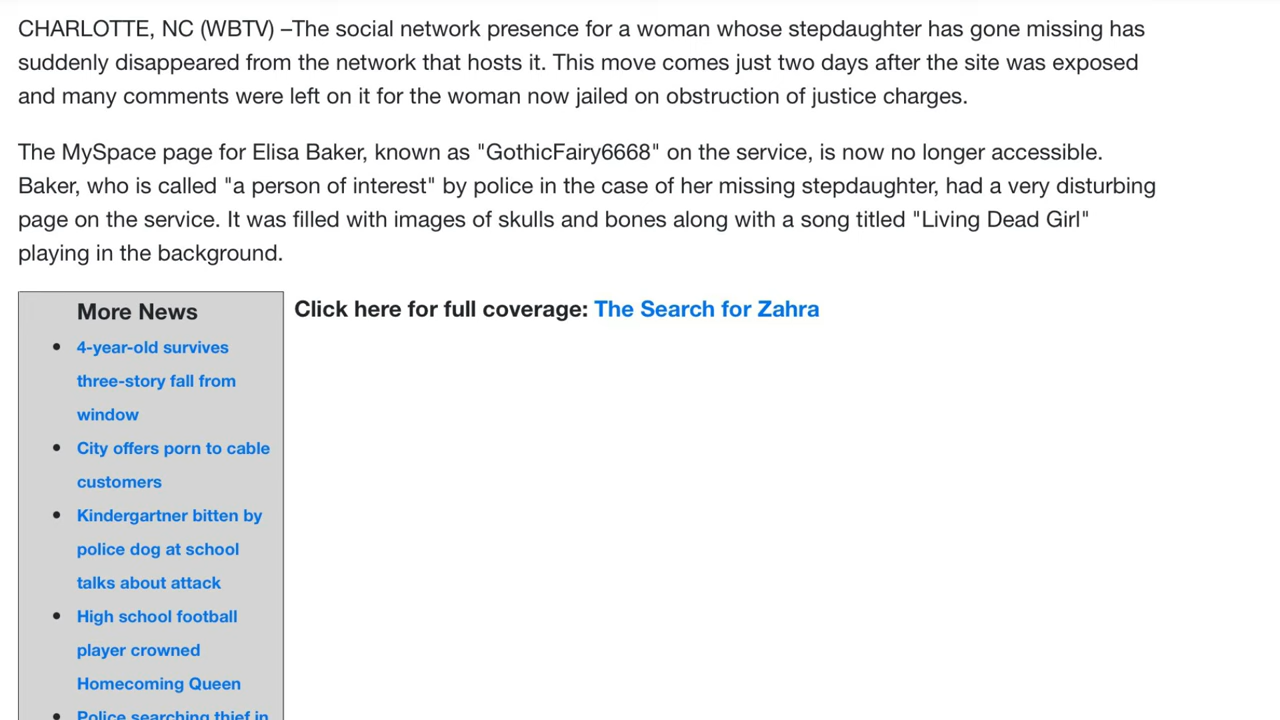 CHARLOTTE, NC (WBTV) –The social network presence for a woman whose stepdaughter has gone missing has
suddenly disappeared from the network that hosts it. This move comes just two days after the site was exposed
and many comments were left on it for the woman now jailed on obstruction of justice charges.
The MySpace page for Elisa Baker, known as "GothicFairy6668" on the service, is now no longer accessible.
Baker, who is called "a person of interest" by police in the case of her missing stepdaughter, had a very disturbing
page on the service. It was filled with images of skulls and bones along with a song titled "Living Dead Girl"
playing in the background.
More News
4-year-old survives
three-story fall from
window
City offers porn to cable
customers
Kindergartner bitten by
police dog at school
talks about attack
High school football
player crowned
Homecoming Queen
Police searching thief in
Click here for full coverage: The Search for Zahra